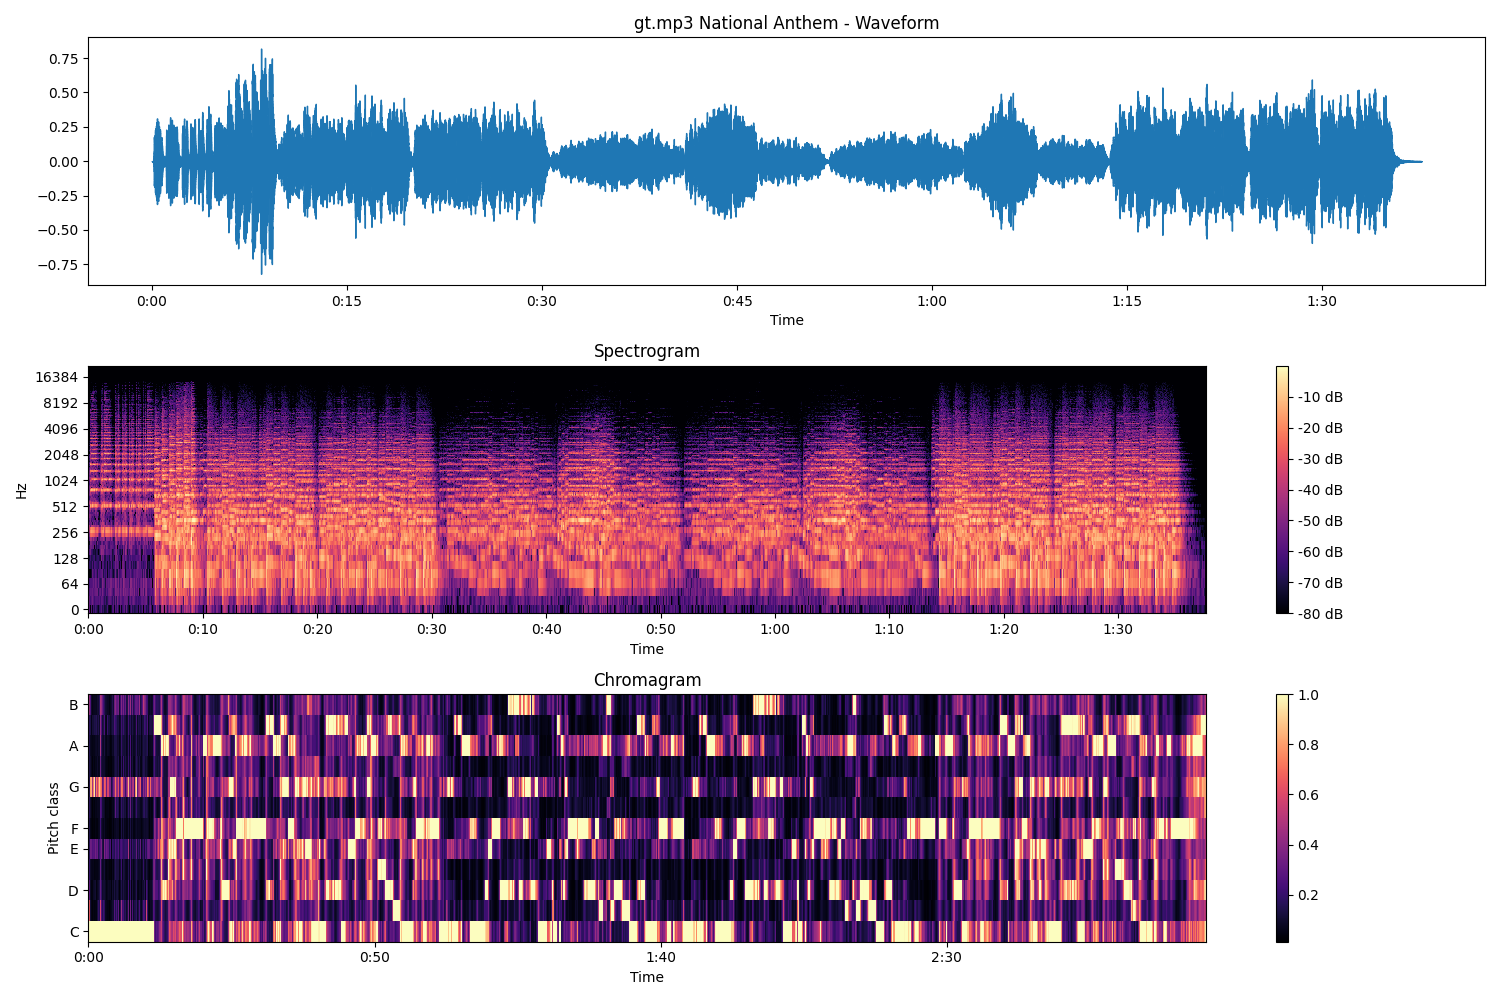 gt.mp3 National Anthem - Waveform
0.75
0.50
0.25
0.00
−0.25
−0.50
−0.75
0:00 0:15 0:30 0:45 1:00 1:15 1:30
Time
Spectrogram
Hz
16384
8192
4096
2048
1024
512
256
128
64
0
0:00 0:10 0:20 0:30 0:40 0:50 1:00 1:10 1:20 1:30
Time
-10 dB
-20 dB
-30 dB
-40 dB
-50 dB
-60 dB
-70 dB
-80 dB
Chromagram
Pitch class
B
A
G
F
E
D
C
0:00 0:50 1:40 2:30
Time
1.0
0.8
0.6
0.4
0.2